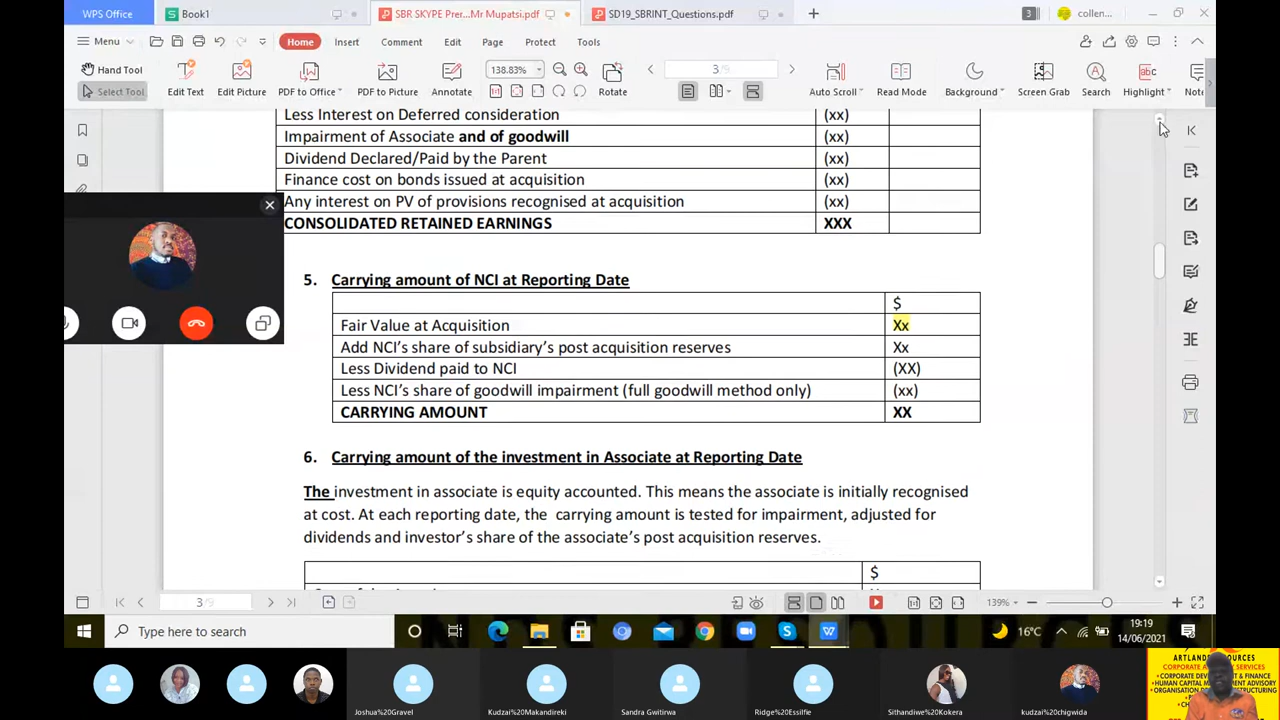 WPS Office
Book1
SBR SKYPE Prer...Mr Mupatsi.pdf
SD19_SBRINT_Questions.pdf
3
collen...
Menu
Home
Insert
Comment
Edit
Page
Protect
Tools
Hand Tool
Select Tool
Edit Text
Edit Picture
PDF to Office
PDF to Picture
Annotate
138.83%
Rotate
3/9
Auto Scroll
Read Mode
Background
Screen Grab
Search
Highlight
Note
Less Interest on Deferred consideration (xx)
Impairment of Associate and of goodwill (xx)
Dividend Declared/Paid by the Parent (xx)
Finance cost on bonds issued at acquisition (xx)
Any interest on PV of provisions recognised at acquisition (xx)
CONSOLIDATED RETAINED EARNINGS XXX
5. Carrying amount of NCI at Reporting Date
$
Fair Value at Acquisition Xx
Add NCI's share of subsidiary's post acquisition reserves Xx
Less Dividend paid to NCI (XX)
Less NCI's share of goodwill impairment (full goodwill method only) (xx)
CARRYING AMOUNT XX
6. Carrying amount of the investment in Associate at Reporting Date
The investment in associate is equity accounted. This means the associate is initially recognised
at cost. At each reporting date, the carrying amount is tested for impairment, adjusted for
dividends and investor's share of the associate's post acquisition reserves.
$
3/9
139%
Type here to search
16°C
19:19
14/06/2021
Joshua%20Gravel
Kudzai%20Makandireki
Sandra Gwitirwa
Ridge%20Essilfie
Sithandiwe%20Kokera
kudzai%20chigwida